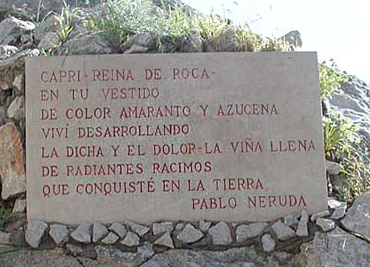 CAPRI-REINA DE ROCA-
EN TU VESTIDO
DE COLOR AMARANTO Y AZUCENA
VIVÍ DESARROLLANDO
LA DICHA Y EL DOLOR-LA VIÑA LLENA
DE RADIANTES RACIMOS
QUE CONQUISTÉ EN LA TIERRA
PABLO NERUDA